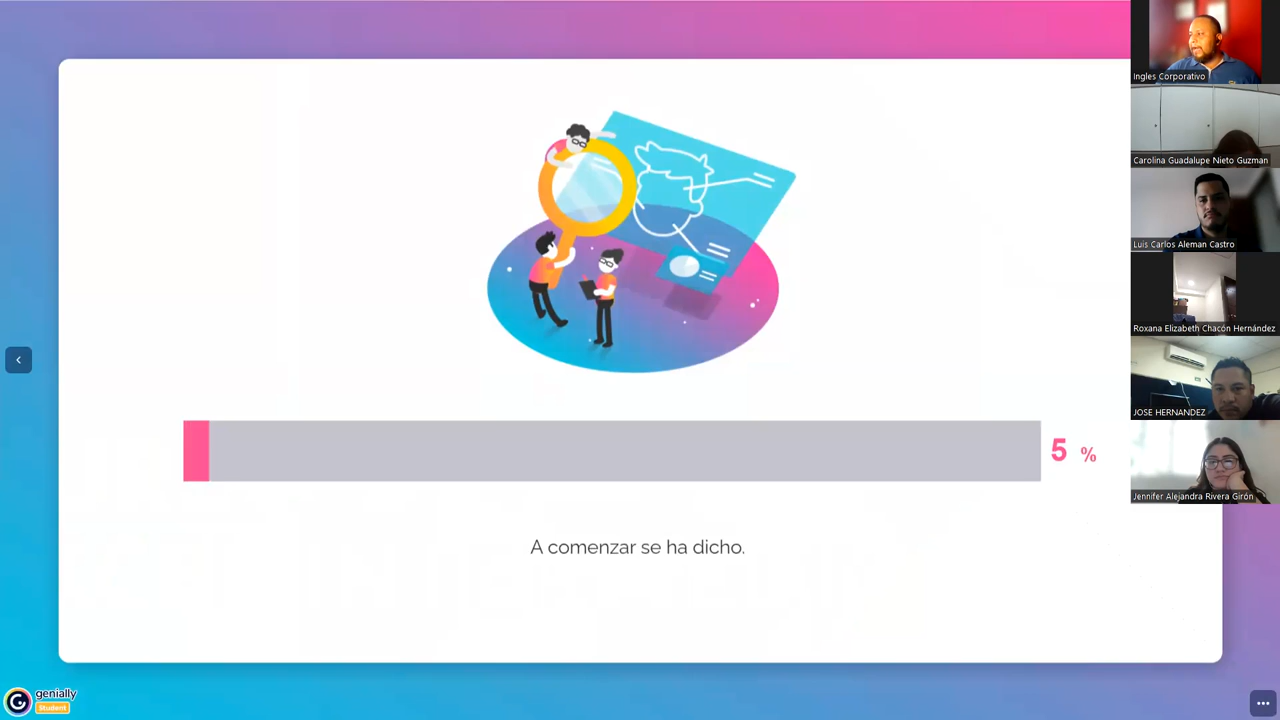 Ingles Corporativo
Carolina Guadalupe Nieto Guzman
Luis Carlos Aleman Castro
Roxana Elizabeth Chacón Hernández
JOSE HERNANDEZ
Jennifer Alejandra Rivera Girón
5 %
A comenzar se ha dicho.
genially
Student